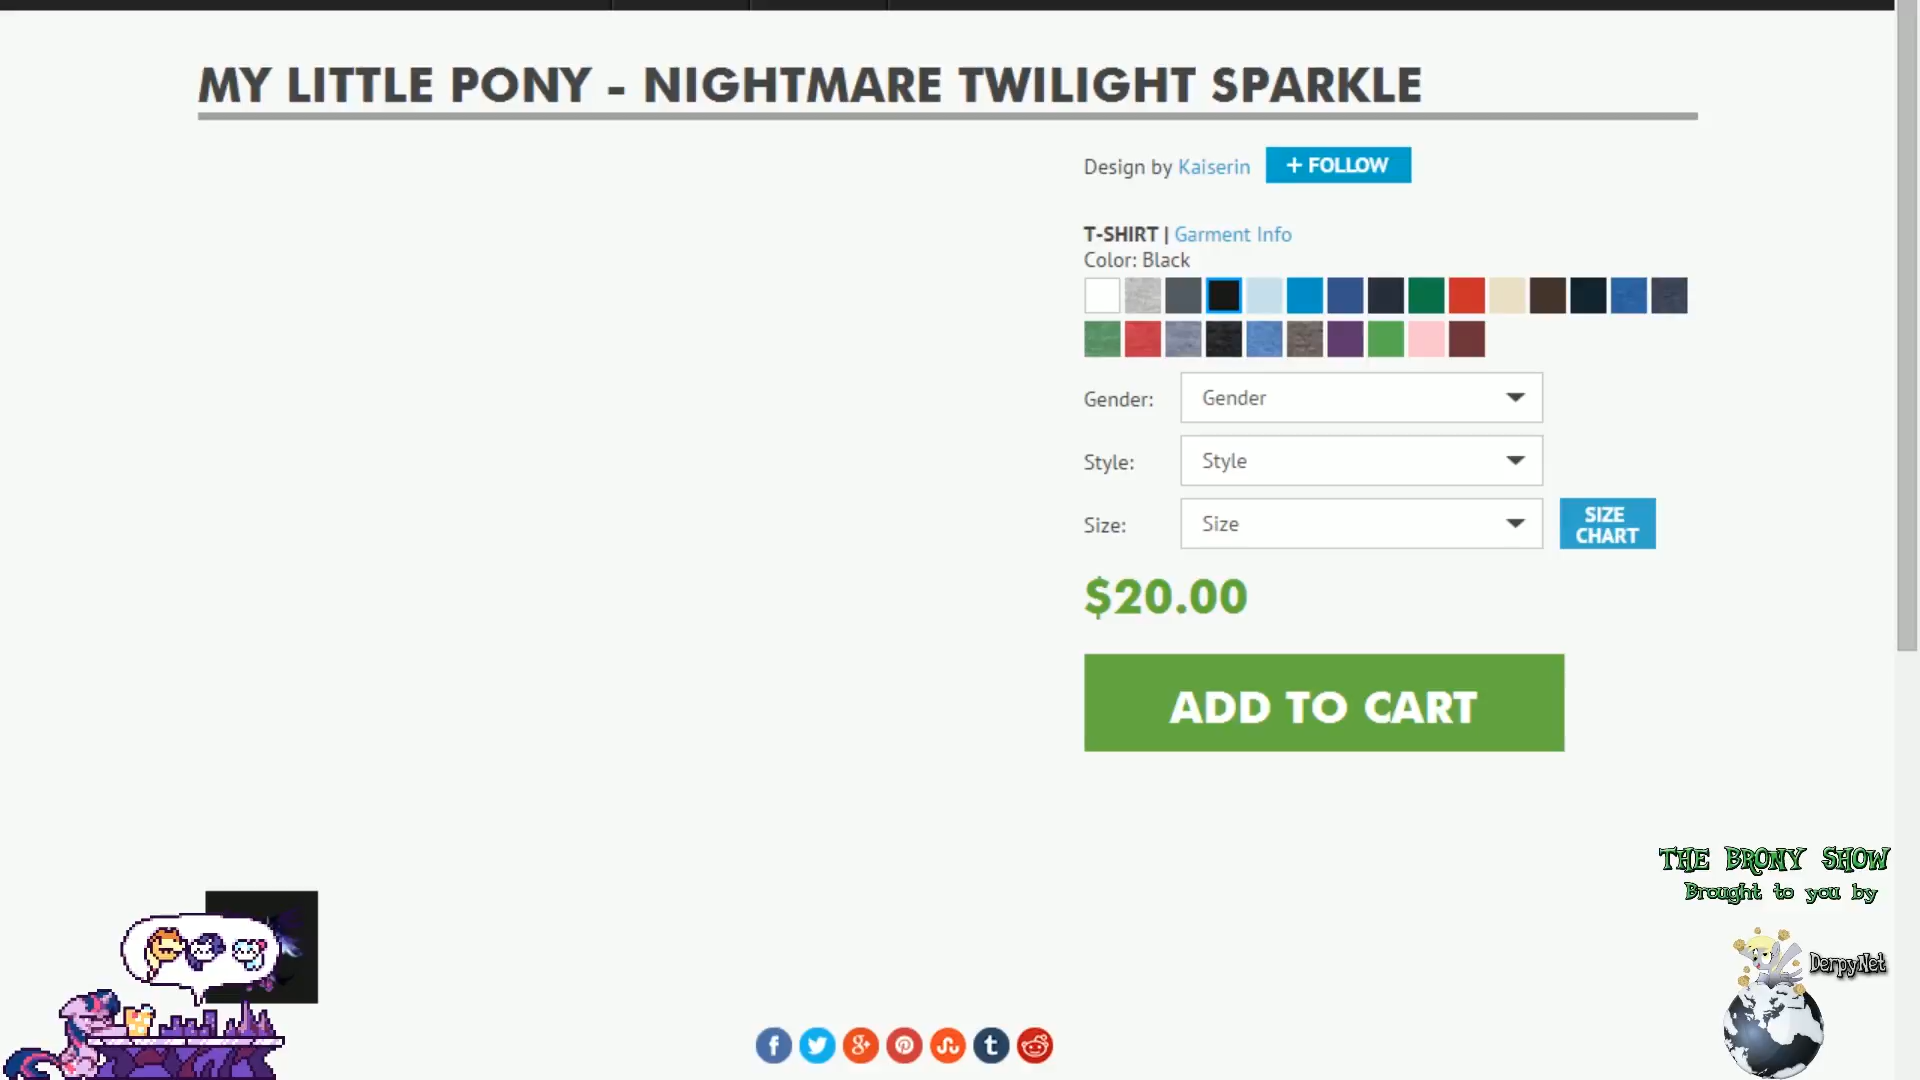 MY LITTLE PONY - NIGHTMARE TWILIGHT SPARKLE
Design by Kaiserin
+ FOLLOW
T-SHIRT | Garment Info
Color: Black
Gender: Gender
Style: Style
Size: Size
SIZE CHART
$20.00
ADD TO CART
THE BRONY SHOW
Brought to you by
DerpyNet